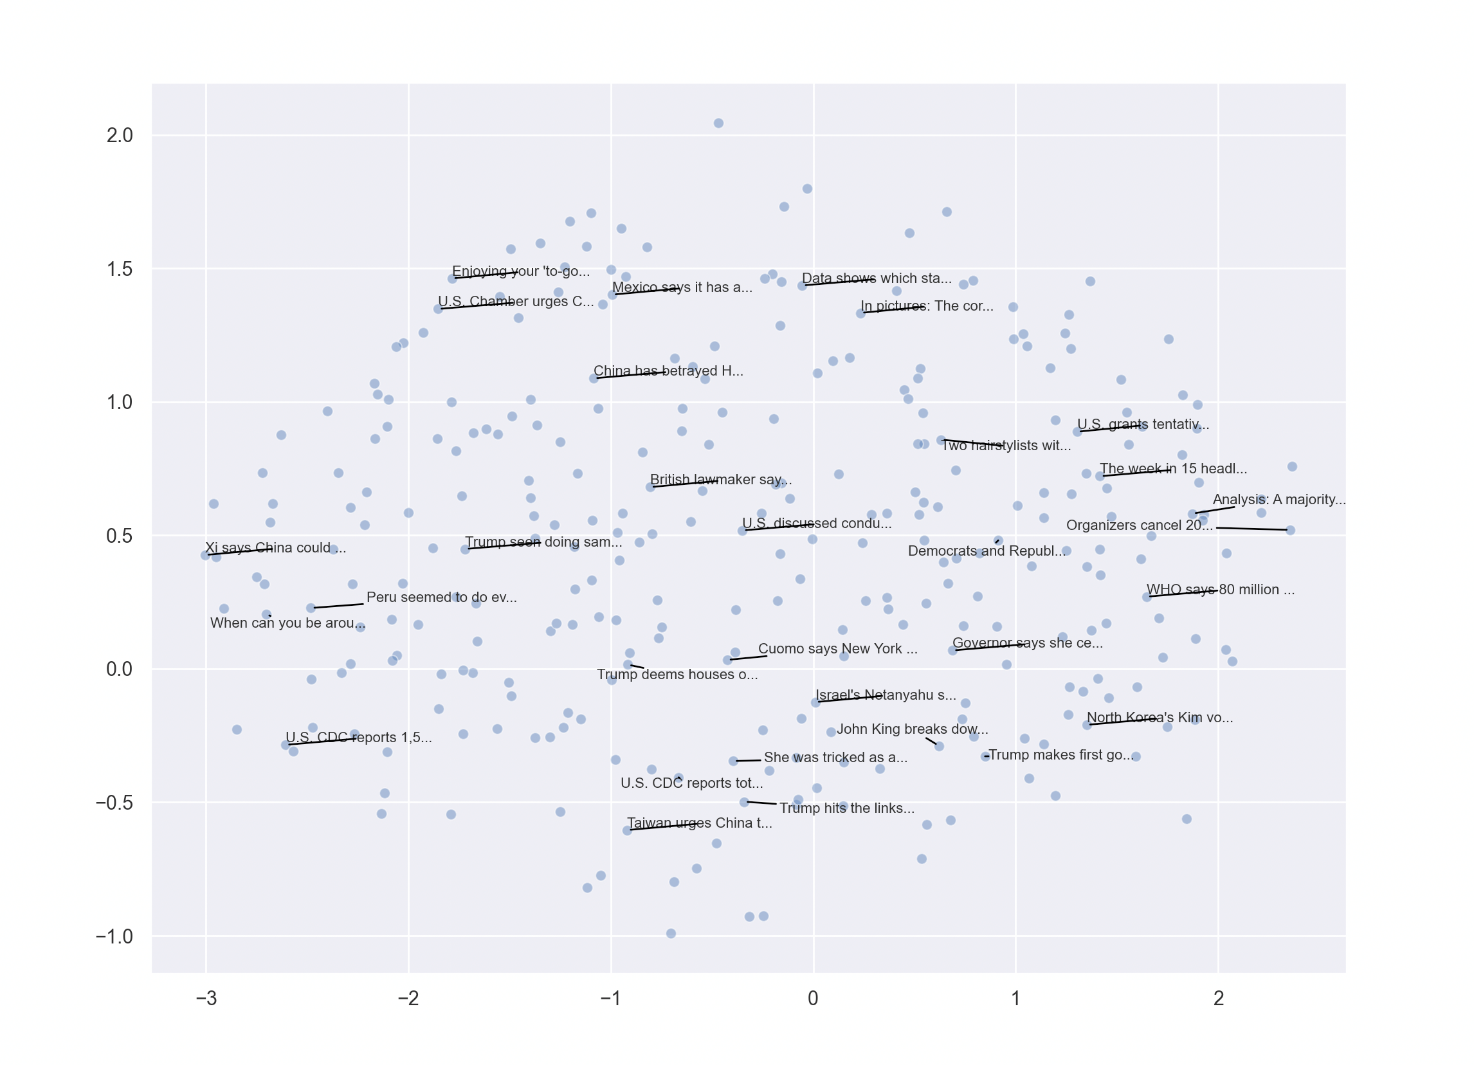 2.0
1.5
1.0
0.5
0.0
−0.5
−1.0
Enjoying your 'to-go...
Mexico says it has a...
Data shows which sta...
U.S. Chamber urges C...
In pictures: The cor...
China has betrayed H...
U.S. grants tentativ...
Two hairstylists wit...
The week in 15 headl...
British lawmaker say...
Analysis: A majority...
U.S. discussed condu...
Organizers cancel 20...
Xi says China could ...
Trump seen doing sam...
Democrats and Republ...
Peru seemed to do ev...
WHO says 80 million ...
When can you be arou...
Cuomo says New York ...
Governor says she ce...
Trump deems houses o...
Israel's Netanyahu s...
North Korea's Kim vo...
U.S. CDC reports 1,5...
John King breaks dow...
She was tricked as a...
Trump makes first go...
U.S. CDC reports tot...
Trump hits the links...
Taiwan urges China t...
−3
−2
−1
0
1
2